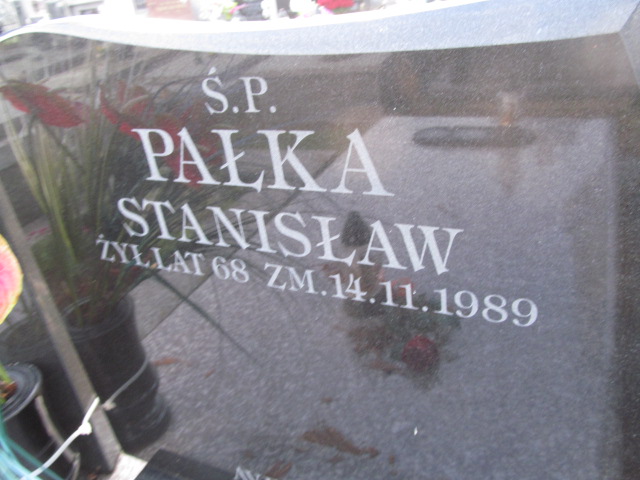 Ś.P.
PAŁKA
STANISŁAW
ŻYŁ LAT 68 ZM.14.11.1989